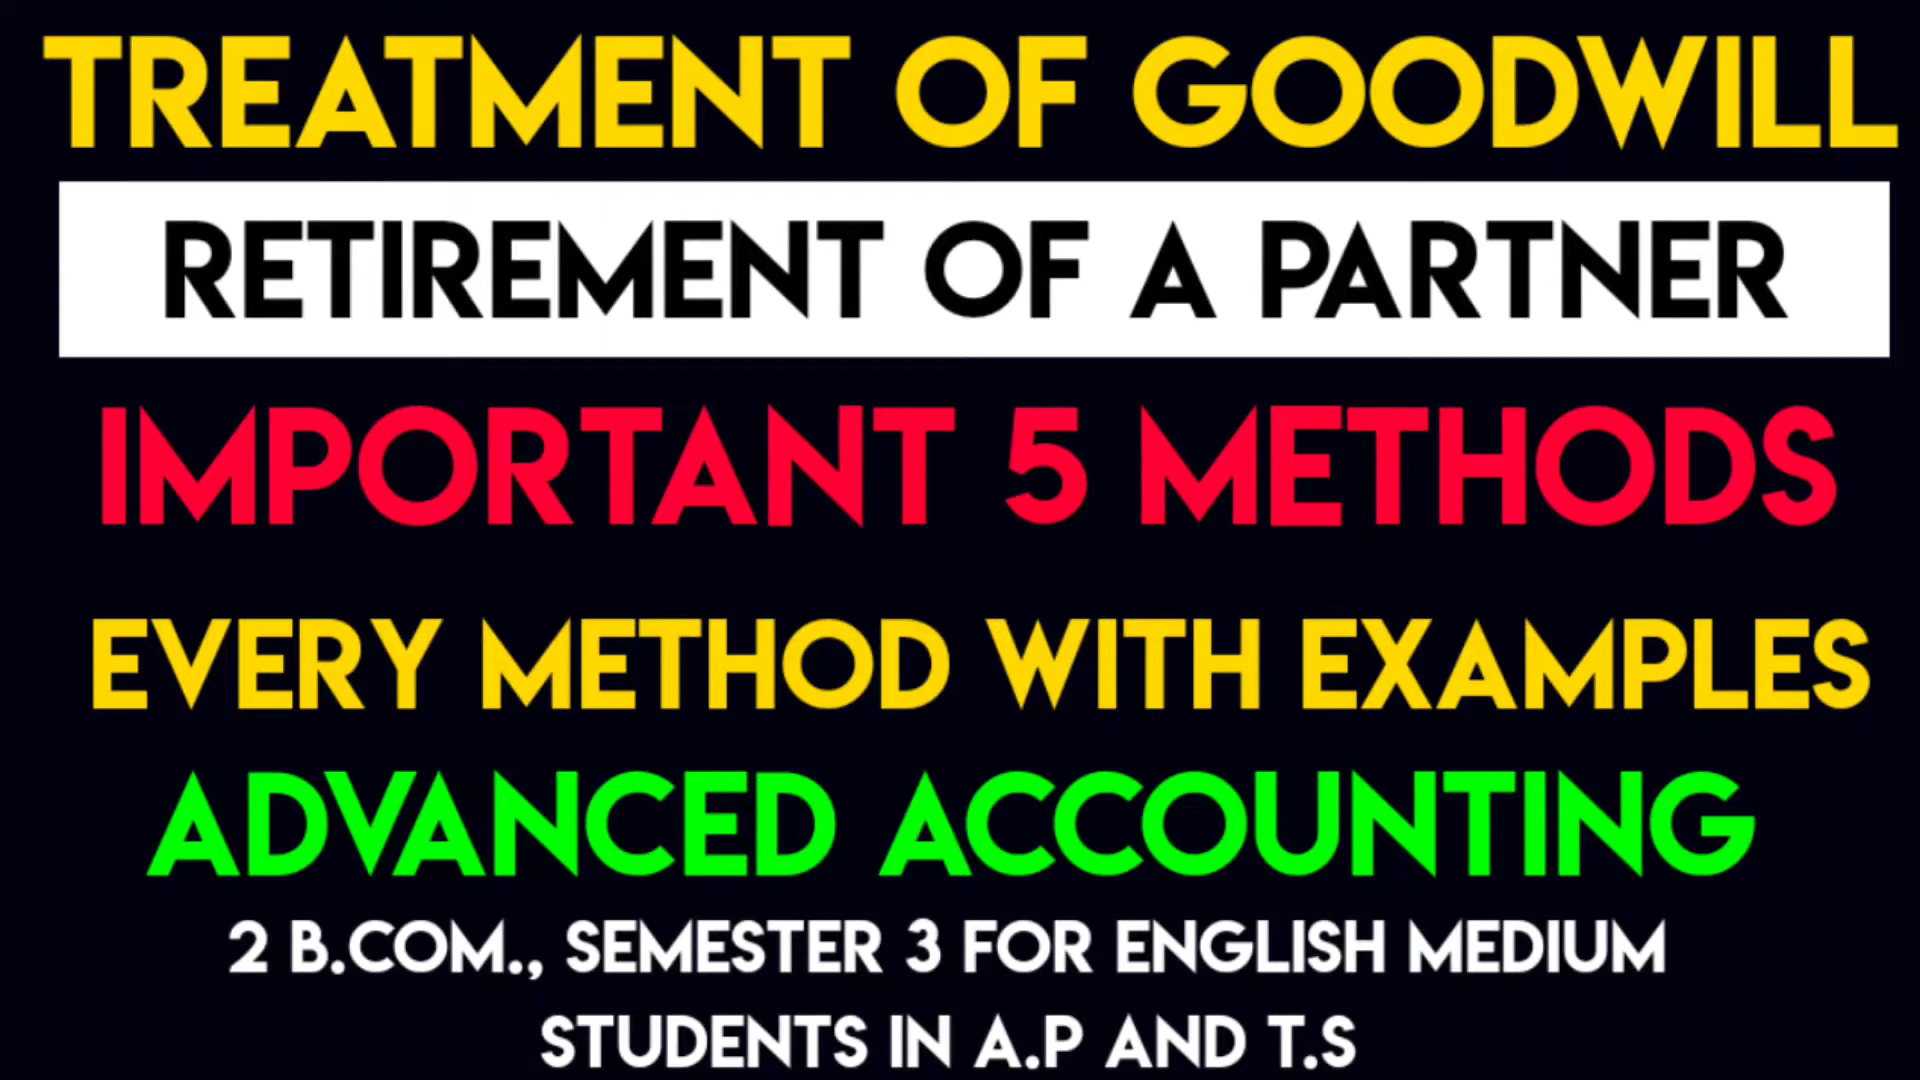 TREATMENT OF GOODWILL
RETIREMENT OF A PARTNER
IMPORTANT 5 METHODS
EVERY METHOD WITH EXAMPLES
ADVANCED ACCOUNTING
2 B.COM., SEMESTER 3 FOR ENGLISH MEDIUM
STUDENTS IN A.P AND T.S